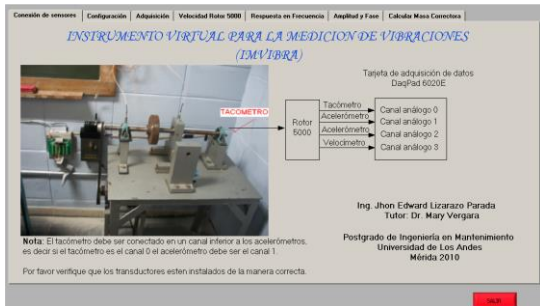 Conexión de sensores Configuración Adquisición Velocidad Rotor 5000 Respuesta en Frecuencia Amplitud y Fase Calcular Masa Correctora
INSTRUMENTO VIRTUAL PARA LA MEDICION DE VIBRACIONES
(IMVIBRA)
Tarjeta de adquisición de datos
DaqPad 6020E
TACOMETRO
Rotor
5000
Tacómetro
Acelerómetro
Acelerómetro
Velocímetro
Canal análogo 0
Canal análogo 1
Canal análogo 2
Canal análogo 3
Ing. Jhon Edward Lizarazo Parada
Tutor: Dr. Mary Vergara
Postgrado de Ingeniería en Mantenimiento
Universidad de Los Andes
Mérida 2010
Nota: El tacómetro debe ser conectado en un canal inferior a los acelerómetros,
es decir si el tacómetro es el canal 0 el acelerómetro debe ser el canal 1.
Por favor verifique que los transductores esten instalados de la manera correcta.
SALIR